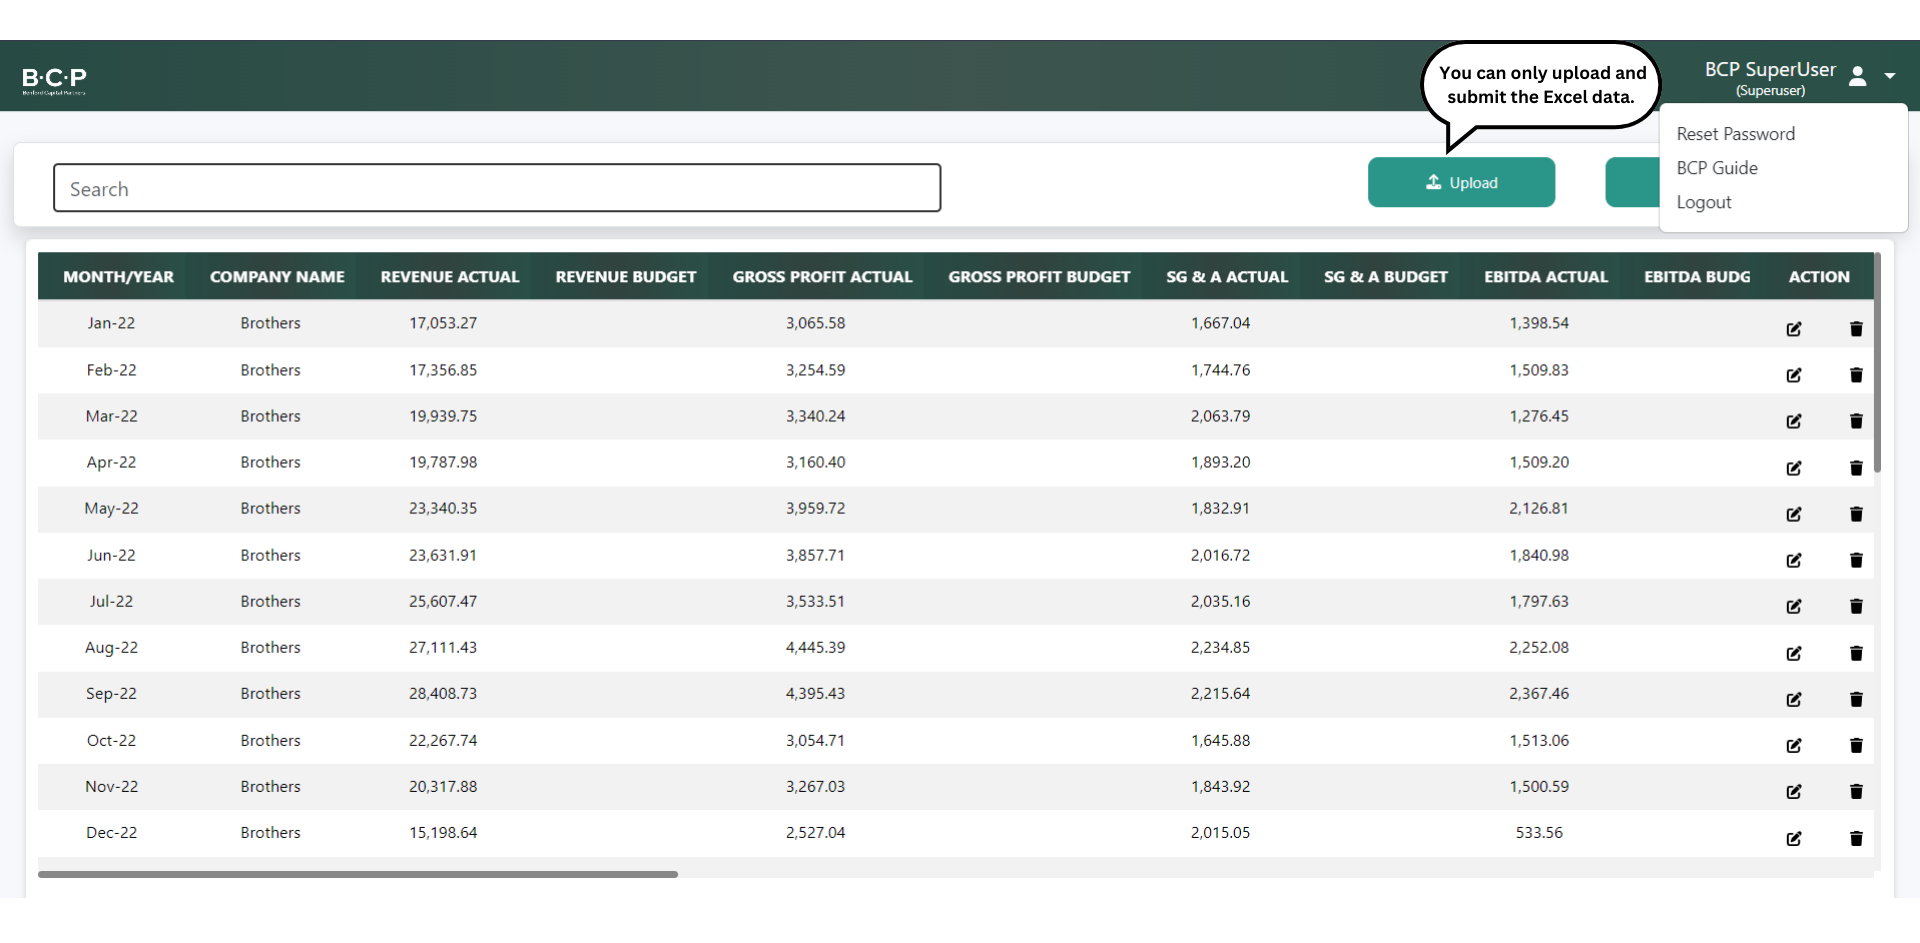 B·C·P
Benford Capital Partners
You can only upload and
submit the Excel data.
BCP SuperUser
(Superuser)
Reset Password
BCP Guide
Logout
Search
Upload
MONTH/YEAR COMPANY NAME REVENUE ACTUAL REVENUE BUDGET GROSS PROFIT ACTUAL GROSS PROFIT BUDGET SG & A ACTUAL SG & A BUDGET EBITDA ACTUAL EBITDA BUDG ACTION
Jan-22 Brothers 17,053.27 3,065.58 1,667.04 1,398.54
Feb-22 Brothers 17,356.85 3,254.59 1,744.76 1,509.83
Mar-22 Brothers 19,939.75 3,340.24 2,063.79 1,276.45
Apr-22 Brothers 19,787.98 3,160.40 1,893.20 1,509.20
May-22 Brothers 23,340.35 3,959.72 1,832.91 2,126.81
Jun-22 Brothers 23,631.91 3,857.71 2,016.72 1,840.98
Jul-22 Brothers 25,607.47 3,533.51 2,035.16 1,797.63
Aug-22 Brothers 27,111.43 4,445.39 2,234.85 2,252.08
Sep-22 Brothers 28,408.73 4,395.43 2,215.64 2,367.46
Oct-22 Brothers 22,267.74 3,054.71 1,645.88 1,513.06
Nov-22 Brothers 20,317.88 3,267.03 1,843.92 1,500.59
Dec-22 Brothers 15,198.64 2,527.04 2,015.05 533.56